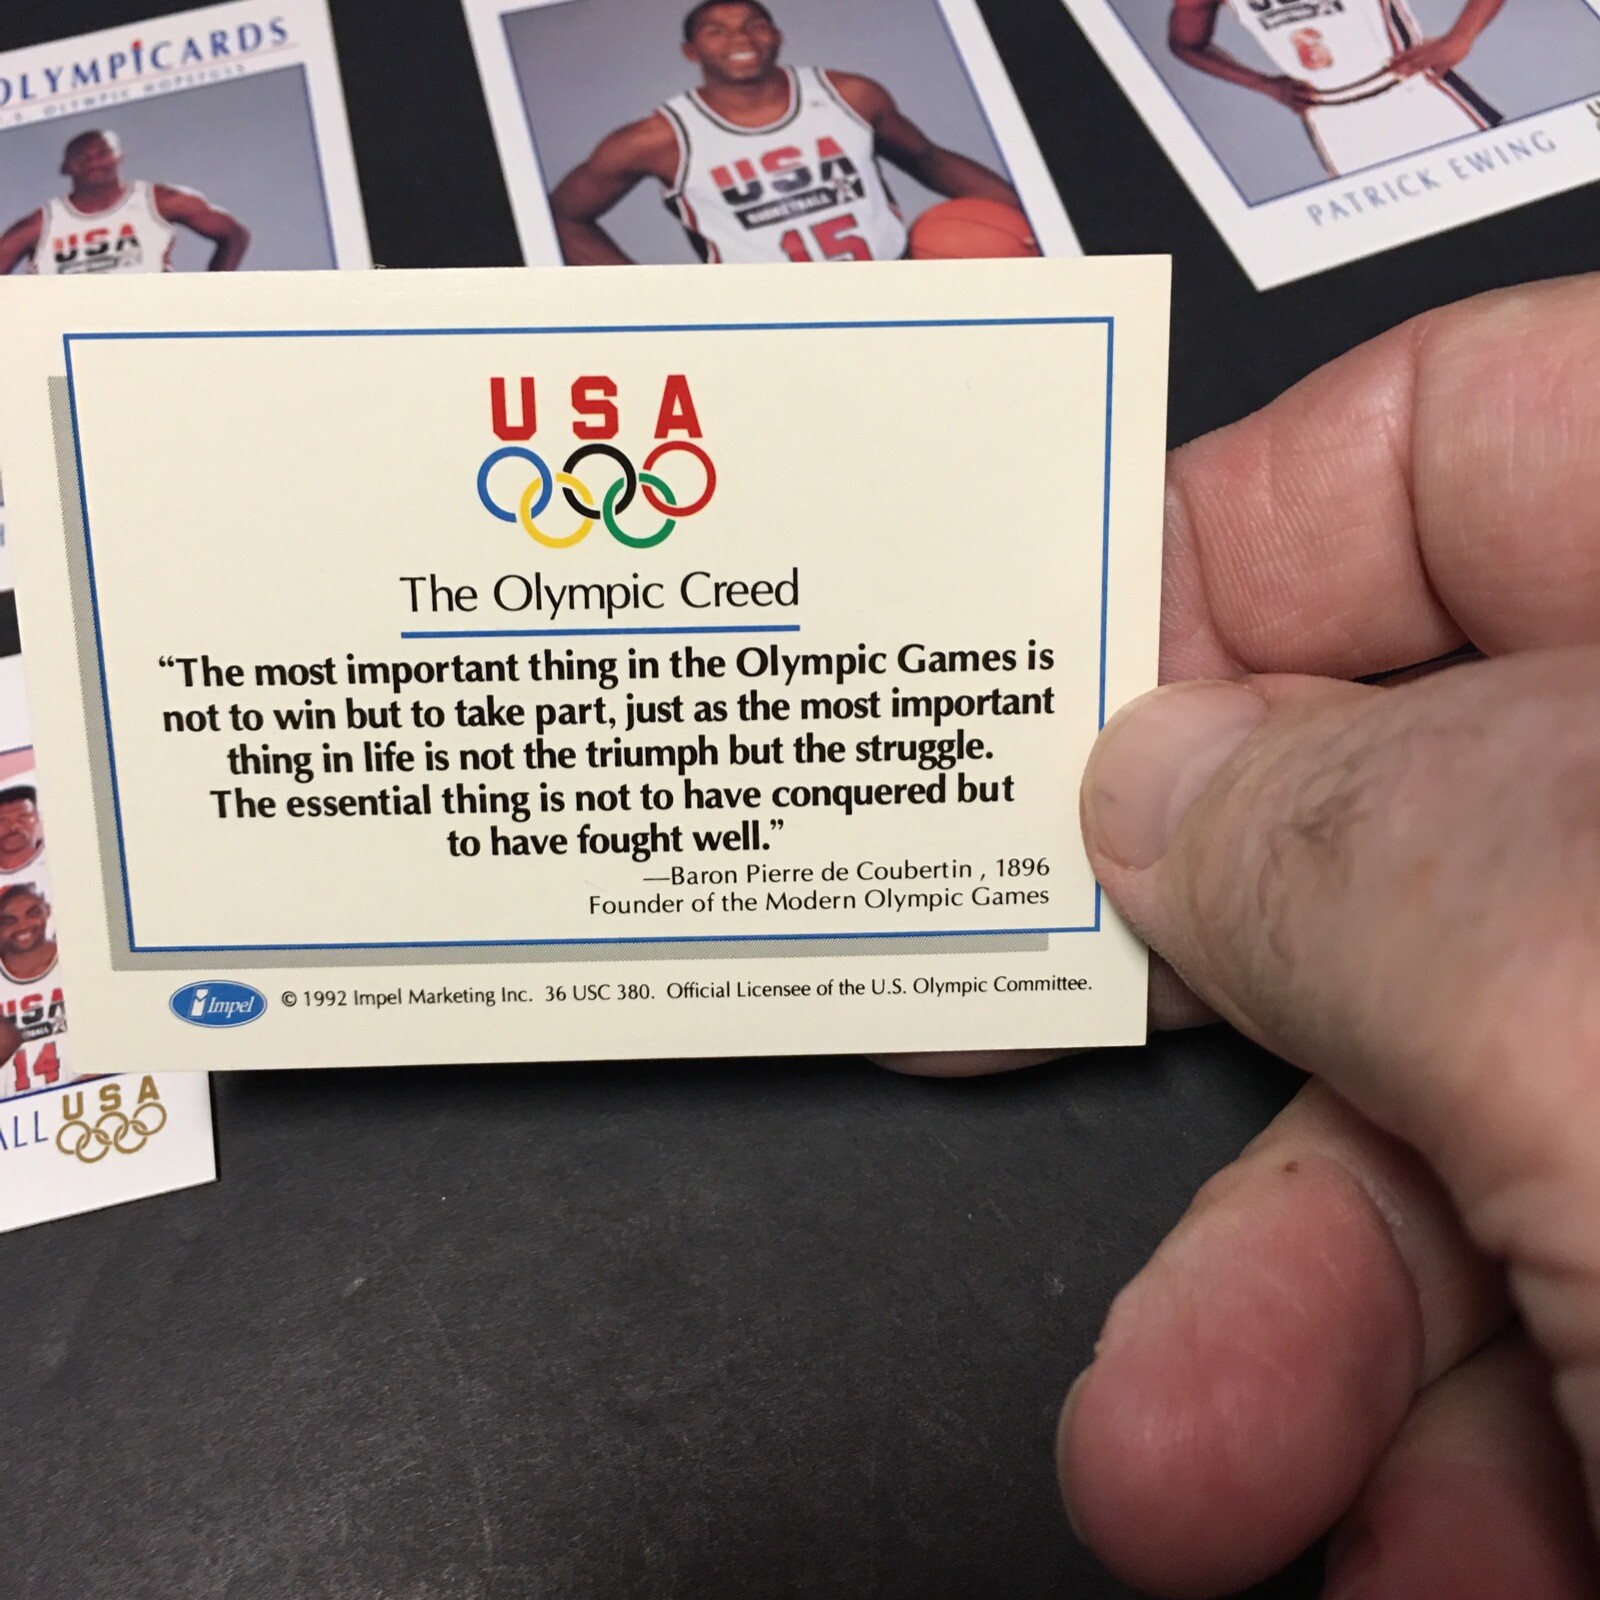 OLYMPICARDS
OLYMPIC HOPEFULS
USA
USA
BASKETBALL
15
PATRICK EWING
USA
The Olympic Creed
“The most important thing in the Olympic Games is
not to win but to take part, just as the most important
thing in life is not the triumph but the struggle.
The essential thing is not to have conquered but
to have fought well.”
—Baron Pierre de Coubertin , 1896
Founder of the Modern Olympic Games
Impel
© 1992 Impel Marketing Inc. 36 USC 380. Official Licensee of the U.S. Olympic Committee.
USA
14
USA